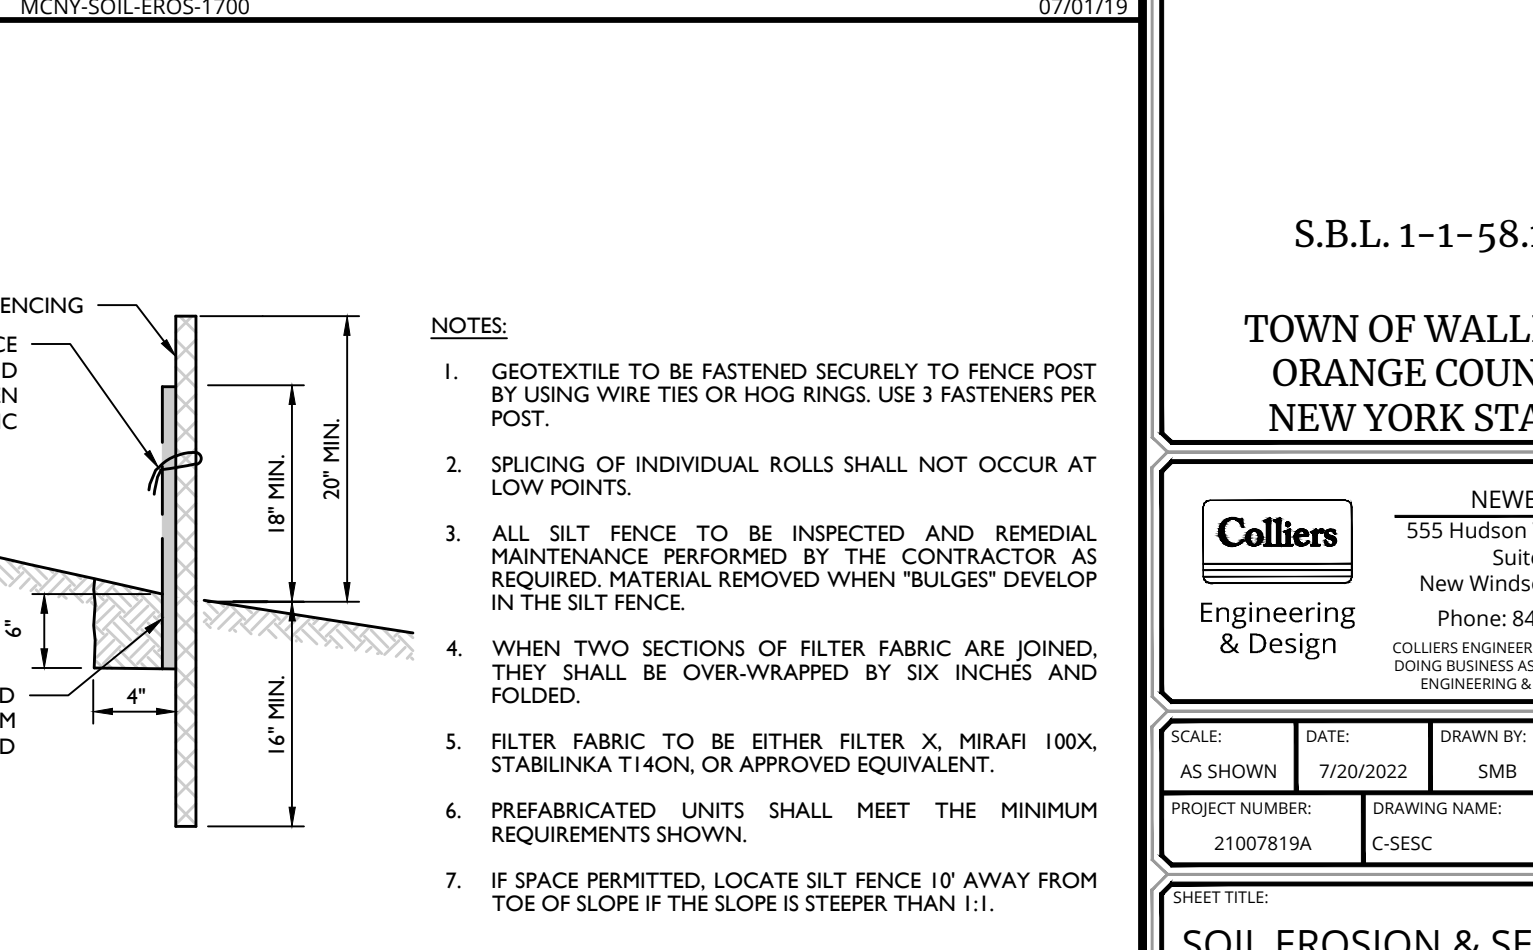 MCNY-SOIL-EROS-1700
07/01/19
ENCING
CE
D
EN
IC
18" MIN.
20" MIN.
6"
4"
16" MIN.
D
M
D
NOTES:
1. GEOTEXTILE TO BE FASTENED SECURELY TO FENCE POST
BY USING WIRE TIES OR HOG RINGS. USE 3 FASTENERS PER
POST.
2. SPLICING OF INDIVIDUAL ROLLS SHALL NOT OCCUR AT
LOW POINTS.
3. ALL SILT FENCE TO BE INSPECTED AND REMEDIAL
MAINTENANCE PERFORMED BY THE CONTRACTOR AS
REQUIRED. MATERIAL REMOVED WHEN "BULGES" DEVELOP
IN THE SILT FENCE.
4. WHEN TWO SECTIONS OF FILTER FABRIC ARE JOINED,
THEY SHALL BE OVER-WRAPPED BY SIX INCHES AND
FOLDED.
5. FILTER FABRIC TO BE EITHER FILTER X, MIRAFI 100X,
STABILINKA T14ON, OR APPROVED EQUIVALENT.
6. PREFABRICATED UNITS SHALL MEET THE MINIMUM
REQUIREMENTS SHOWN.
7. IF SPACE PERMITTED, LOCATE SILT FENCE 10' AWAY FROM
TOE OF SLOPE IF THE SLOPE IS STEEPER THAN 1:1.
S.B.L. 1-1-58.
TOWN OF WALL
ORANGE COUN
NEW YORK STA
Colliers
Engineering
& Design
NEWB
555 Hudson
Suite
New Windso
Phone: 84
COLLIERS ENGINEER
DOING BUSINESS AS
ENGINEERING &
SCALE:
AS SHOWN
DATE:
7/20/2022
DRAWN BY:
SMB
PROJECT NUMBER:
21007819A
DRAWING NAME:
C-SESC
SHEET TITLE:
SOIL EROSION & SE